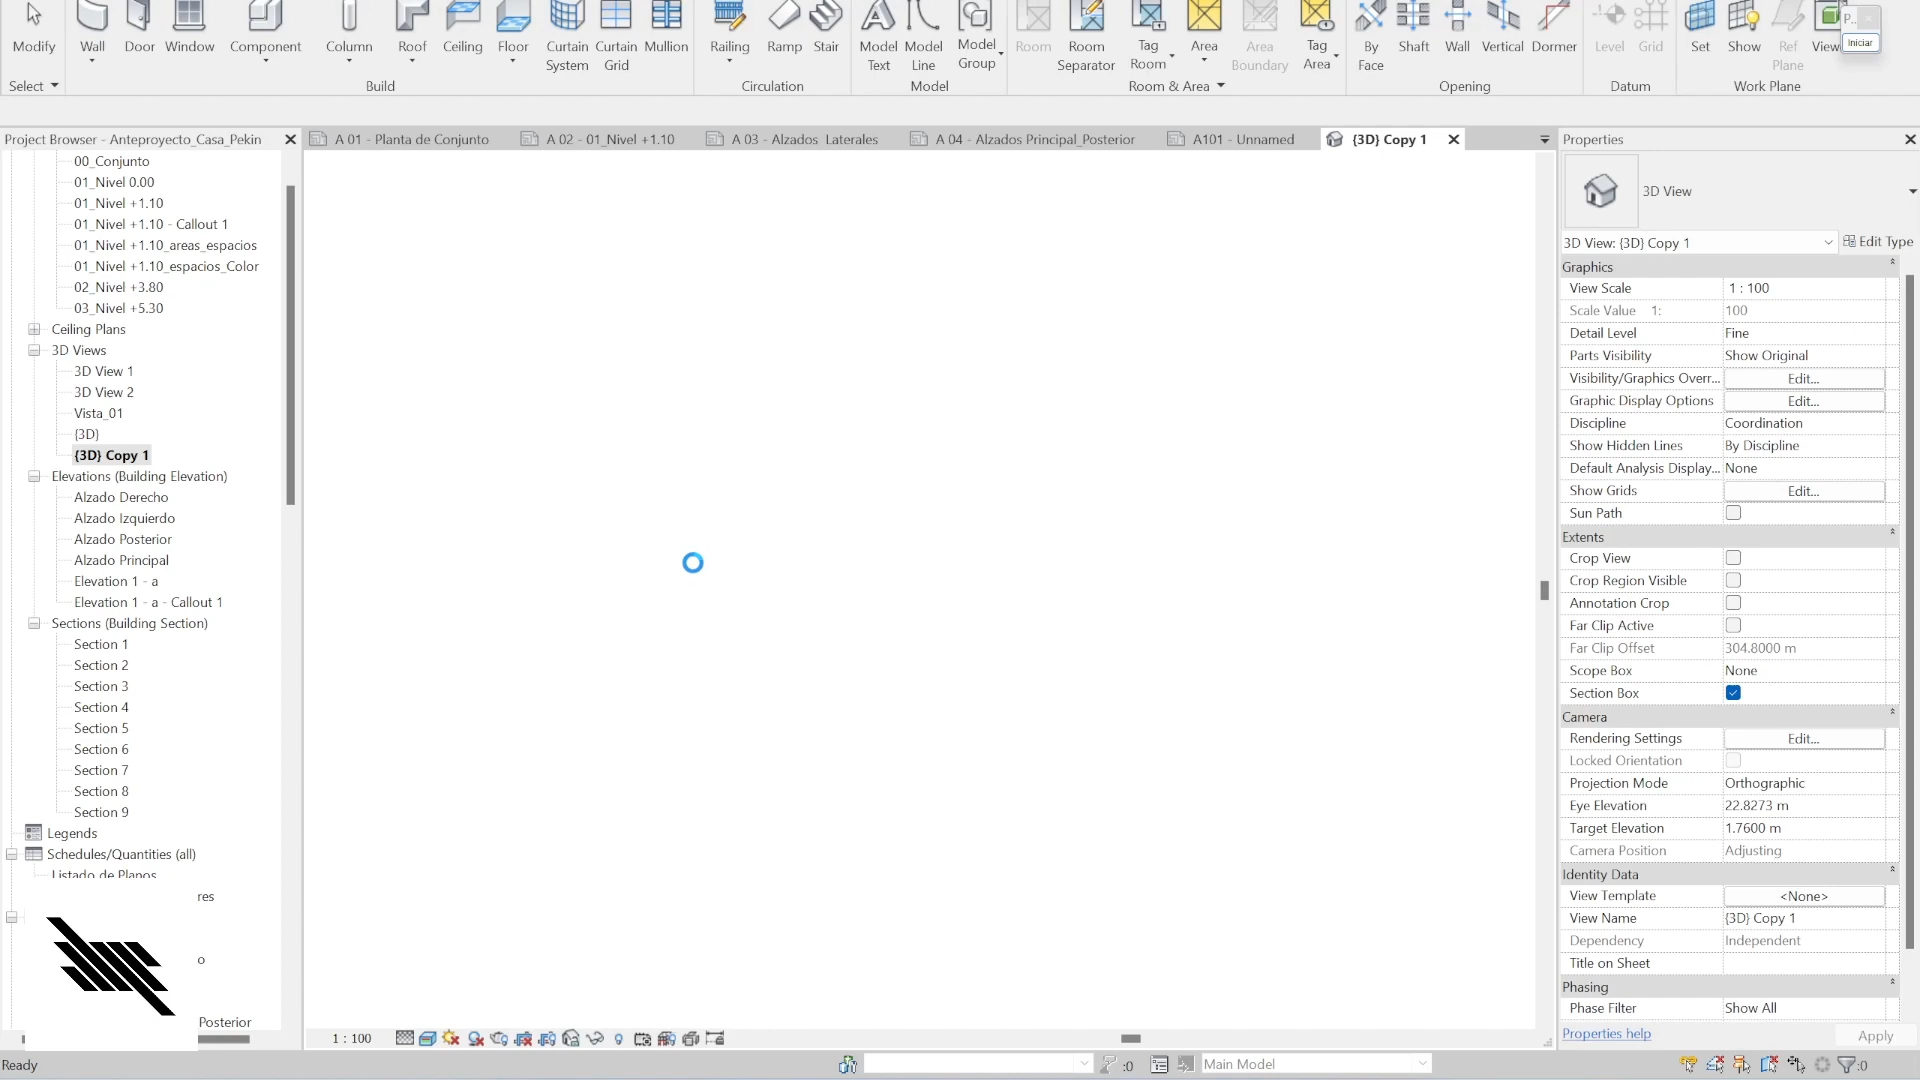 Modify
Wall
Door
Window
Component
Column
Roof
Ceiling
Floor
Curtain System
Curtain Grid
Mullion
Railing
Ramp
Stair
Model Text
Model Line
Model Group
Room
Room Separator
Tag Room
Area
Area Boundary
Tag Area
By Face
Shaft
Wall
Vertical
Dormer
Level
Grid
Set
Show
Ref Plane
View
P..
Iniciar
Select
Build
Circulation
Model
Room & Area
Opening
Datum
Work Plane
Project Browser - Anteproyecto_Casa_Pekin
A 01 - Planta de Conjunto
A 02 - 01_Nivel +1.10
A 03 - Alzados Laterales
A 04 - Alzados Principal_Posterior
A101 - Unnamed
{3D} Copy 1
00_Conjunto
01_Nivel 0.00
01_Nivel +1.10
01_Nivel +1.10 - Callout 1
01_Nivel +1.10_areas_espacios
01_Nivel +1.10_espacios_Color
02_Nivel +3.80
03_Nivel +5.30
Ceiling Plans
3D Views
3D View 1
3D View 2
Vista_01
{3D}
{3D} Copy 1
Elevations (Building Elevation)
Alzado Derecho
Alzado Izquierdo
Alzado Posterior
Alzado Principal
Elevation 1 - a
Elevation 1 - a - Callout 1
Sections (Building Section)
Section 1
Section 2
Section 3
Section 4
Section 5
Section 6
Section 7
Section 8
Section 9
Legends
Schedules/Quantities (all)
Listado de Planos
res
o
Posterior
Properties
3D View
3D View: {3D} Copy 1
Edit Type
Graphics
View Scale 1 : 100
Scale Value 1: 100
Detail Level Fine
Parts Visibility Show Original
Visibility/Graphics Overr... Edit...
Graphic Display Options Edit...
Discipline Coordination
Show Hidden Lines By Discipline
Default Analysis Display... None
Show Grids Edit...
Sun Path
Extents
Crop View
Crop Region Visible
Annotation Crop
Far Clip Active
Far Clip Offset 304.8000 m
Scope Box None
Section Box
Camera
Rendering Settings Edit...
Locked Orientation
Projection Mode Orthographic
Eye Elevation 22.8273 m
Target Elevation 1.7600 m
Camera Position Adjusting
Identity Data
View Template <None>
View Name {3D} Copy 1
Dependency Independent
Title on Sheet
Phasing
Phase Filter Show All
Properties help
Apply
1 : 100
Ready
:0
Main Model
:0